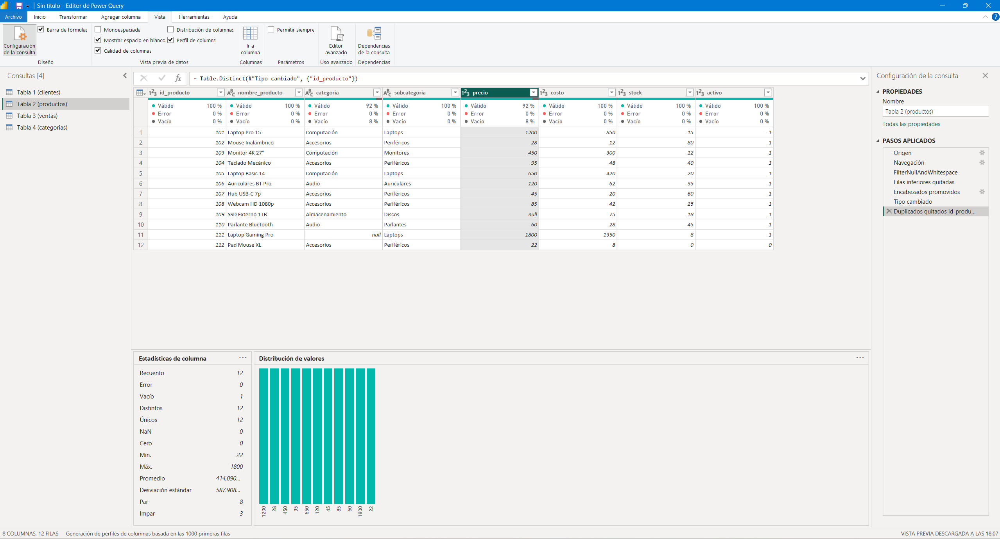 Sin título - Editor de Power Query
Archivo Inicio Transformar Agregar columna Vista Herramientas Ayuda
Configuración de la consulta
Barra de fórmulas
Diseño
Monoespaciada
Mostrar espacio en blanco
Calidad de columnas
Distribución de columnas
Perfil de columna
Vista previa de datos
Ir a columna
Columnas
Permitir siempre
Parámetros
Editor avanzado
Uso avanzado
Dependencias de la consulta
Dependencias
Consultas [4]
Tabla 1 (clientes)
Tabla 2 (productos)
Tabla 3 (ventas)
Tabla 4 (categorias)
fx = Table.Distinct(#"Tipo cambiado", {"id_producto"})
id_producto nombre_producto categoria subcategoria precio costo stock activo
Válido 100 % Válido 100 % Válido 92 % Válido 100 % Válido 92 % Válido 100 % Válido 100 % Válido 100 %
Error 0 % Error 0 % Error 0 % Error 0 % Error 0 % Error 0 % Error 0 % Error 0 %
Vacío 0 % Vacío 0 % Vacío 8 % Vacío 0 % Vacío 8 % Vacío 0 % Vacío 0 % Vacío 0 %
1 101 Laptop Pro 15 Computación Laptops 1200 850 15 1
2 102 Mouse Inalámbrico Accesorios Periféricos 28 12 80 1
3 103 Monitor 4K 27" Computación Monitores 450 300 12 1
4 104 Teclado Mecánico Accesorios Periféricos 95 48 40 1
5 105 Laptop Basic 14 Computación Laptops 650 420 20 1
6 106 Auriculares BT Pro Audio Auriculares 120 62 35 1
7 107 Hub USB-C 7p Accesorios Periféricos 45 20 60 1
8 108 Webcam HD 1080p Accesorios Periféricos 85 42 25 1
9 109 SSD Externo 1TB Almacenamiento Discos null 75 18 1
10 110 Parlante Bluetooth Audio Parlantes 60 28 45 1
11 111 Laptop Gaming Pro null Laptops 1800 1350 8 1
12 112 Pad Mouse XL Accesorios Periféricos 22 8 0 0
Estadísticas de columna ...
Recuento 12
Error 0
Vacío 1
Distintos 12
Únicos 12
NaN 0
Cero 0
Mín. 22
Máx. 1800
Promedio 414,090...
Desviación estándar 587.908...
Par 8
Impar 3
Distribución de valores ...
1200 28 450 95 650 120 45 85 60 1800 22
Configuración de la consulta
PROPIEDADES
Nombre
Tabla 2 (productos)
Todas las propiedades
PASOS APLICADOS
Origen
Navegación
FilterNullAndWhitespace
Filas inferiores quitadas
Encabezados promovidos
Tipo cambiado
Duplicados quitados id_produ...
8 COLUMNAS, 12 FILAS Generación de perfiles de columnas basada en las 1000 primeras filas
VISTA PREVIA DESCARGADA A LAS 18:07